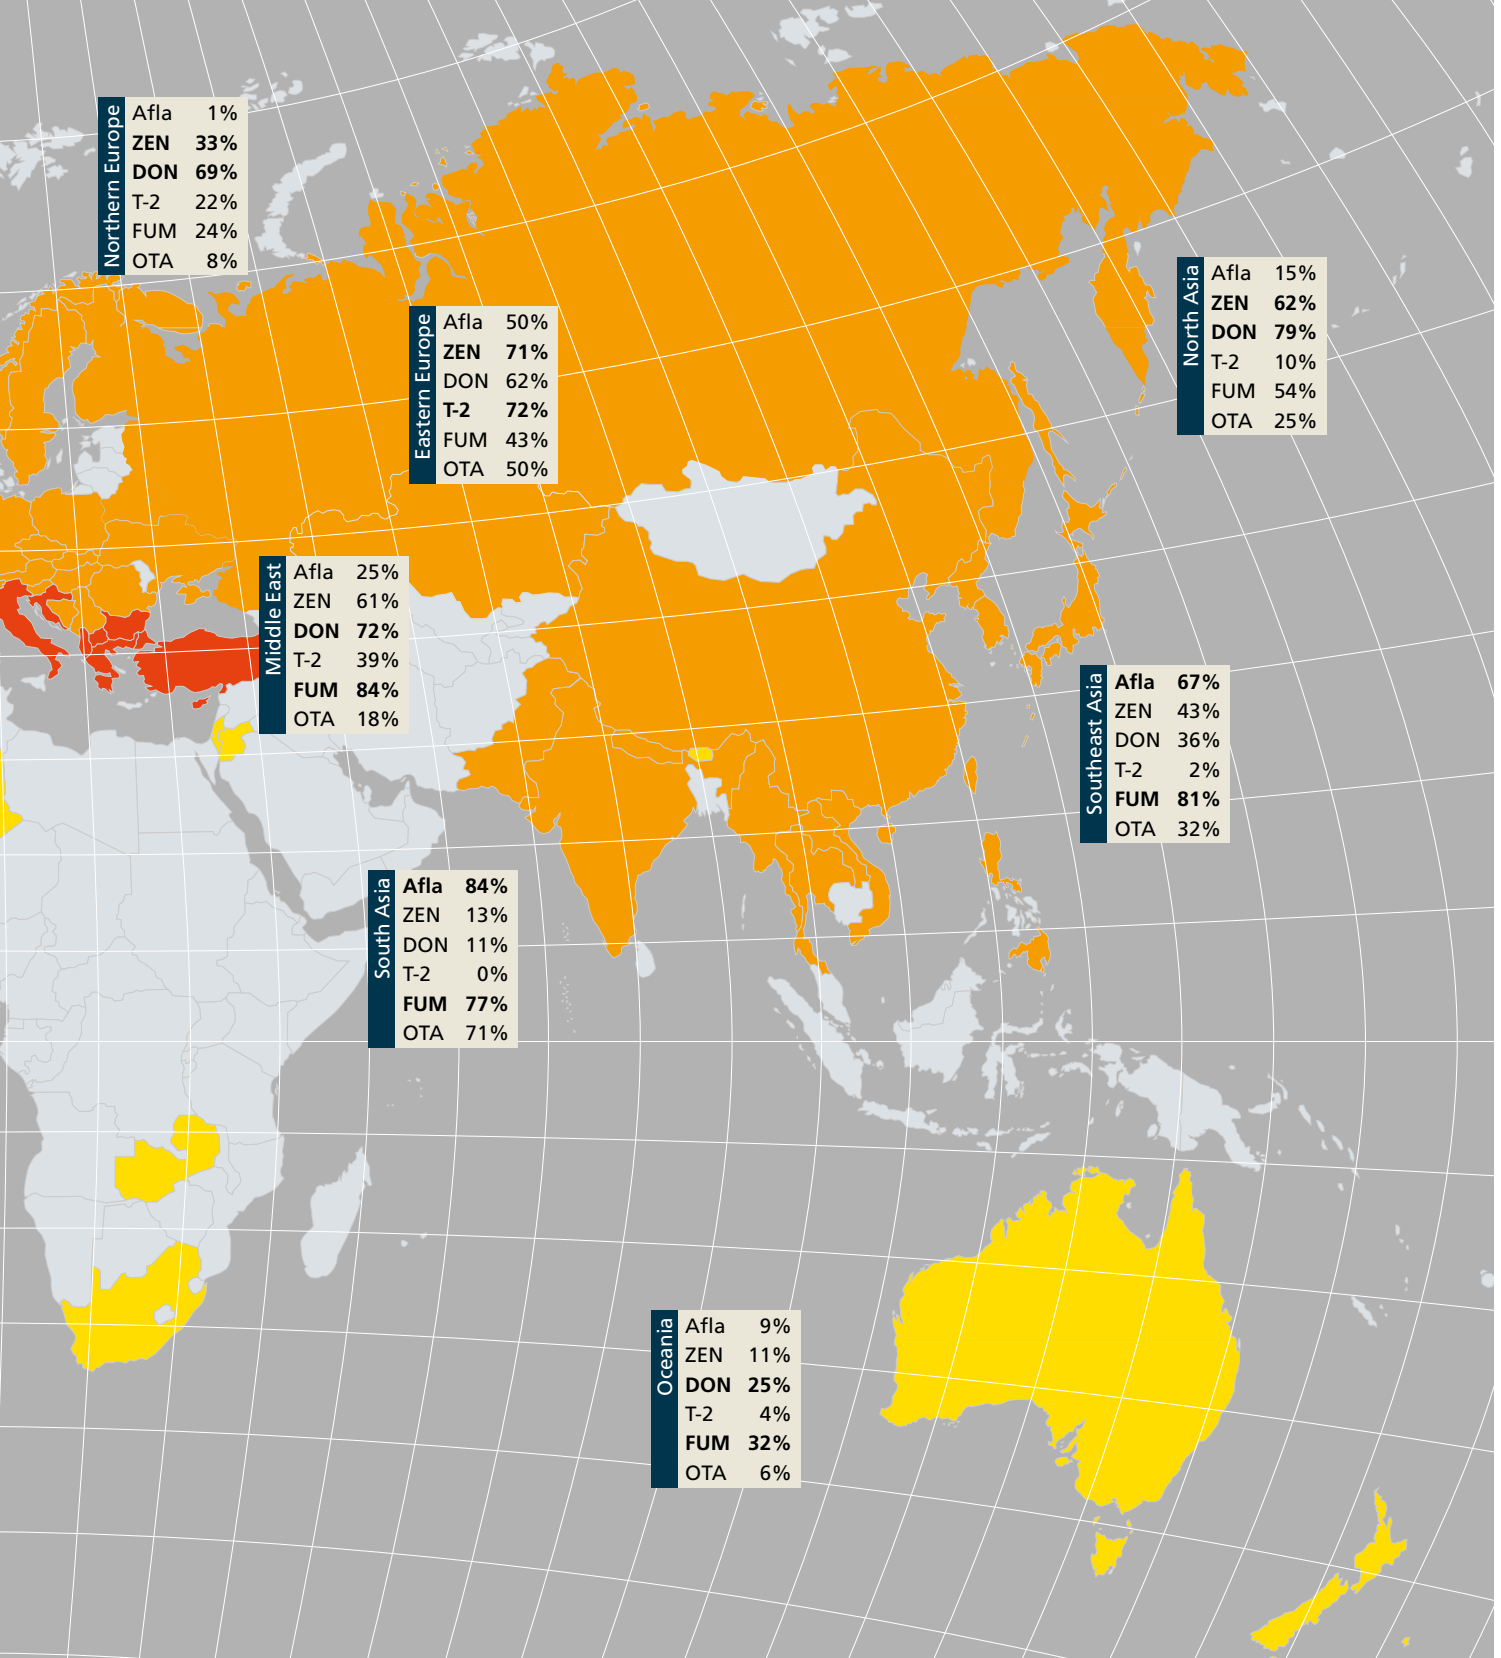 Northern Europe
Afla 1%
ZEN 33%
DON 69%
T-2 22%
FUM 24%
OTA 8%
North Asia
Afla 15%
ZEN 62%
DON 79%
T-2 10%
FUM 54%
OTA 25%
Eastern Europe
Afla 50%
ZEN 71%
DON 62%
T-2 72%
FUM 43%
OTA 50%
Middle East
Afla 25%
ZEN 61%
DON 72%
T-2 39%
FUM 84%
OTA 18%
Southeast Asia
Afla 67%
ZEN 43%
DON 36%
T-2 2%
FUM 81%
OTA 32%
South Asia
Afla 84%
ZEN 13%
DON 11%
T-2 0%
FUM 77%
OTA 71%
Oceania
Afla 9%
ZEN 11%
DON 25%
T-2 4%
FUM 32%
OTA 6%